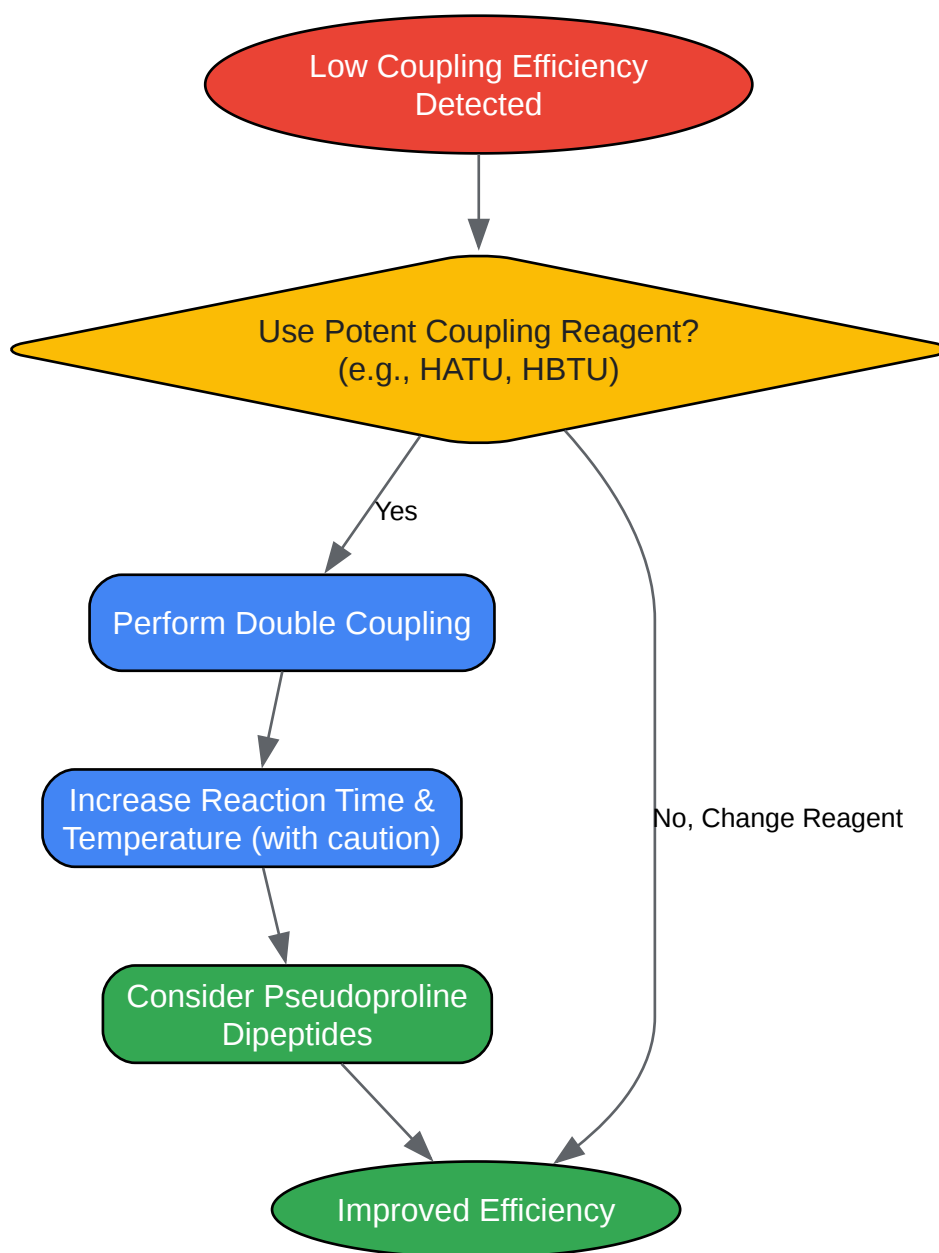 Low Coupling Efficiency
Detected
Use Potent Coupling Reagent?
(e.g., HATU, HBTU)
Yes
Perform Double Coupling
Increase Reaction Time &
Temperature (with caution)
No, Change Reagent
Consider Pseudoproline
Dipeptides
Improved Efficiency